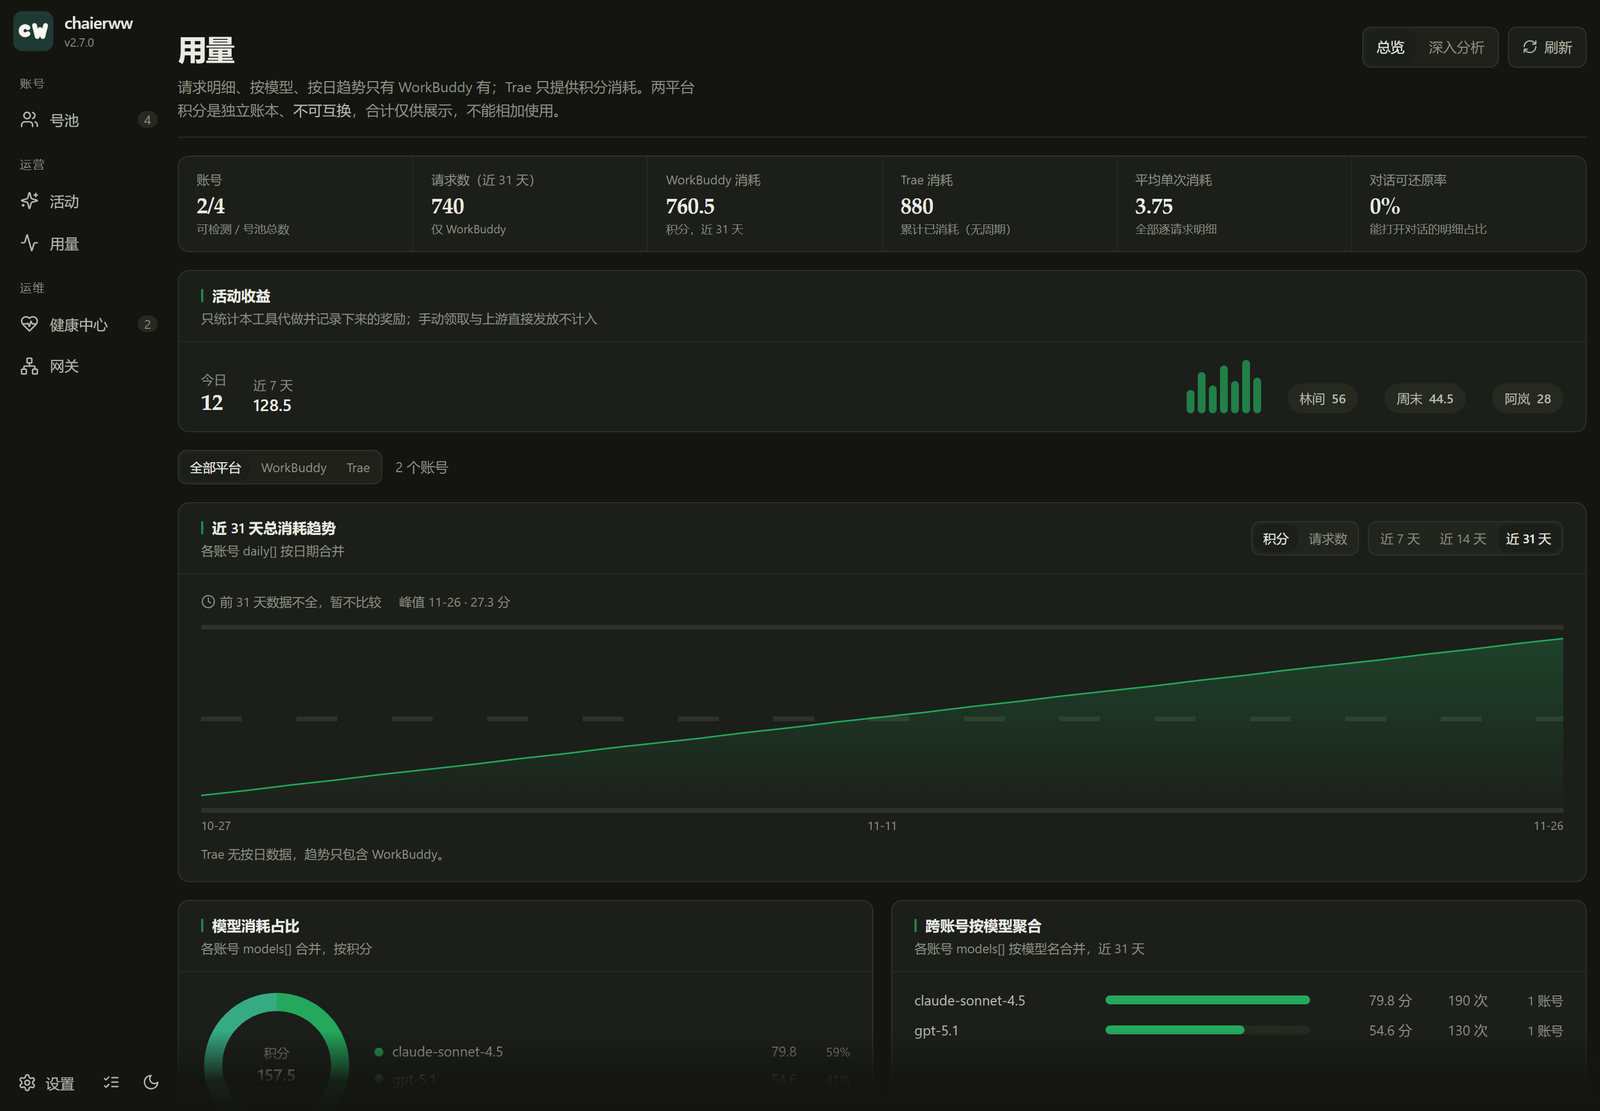 cw
chaierww
v2.7.0
账号
号池
4
运营
活动
用量
运维
健康中心
2
网关
设置
用量
请求明细、按模型、按日趋势只有 WorkBuddy 有；Trae 只提供积分消耗。两平台
积分是独立账本、不可互换，合计仅供展示，不能相加使用。
总览
深入分析
刷新
账号
2/4
可检测 / 号池总数
请求数（近 31 天）
740
仅 WorkBuddy
WorkBuddy 消耗
760.5
积分，近 31 天
Trae 消耗
880
累计已消耗（无周期）
平均单次消耗
3.75
全部逐请求明细
对话可还原率
0%
能打开对话的明细占比
活动收益
只统计本工具代做并记录下来的奖励；手动领取与上游直接发放不计入
今日
12
近 7 天
128.5
林间 56
周末 44.5
阿岚 28
全部平台
WorkBuddy
Trae
2 个账号
近 31 天总消耗趋势
各账号 daily[] 按日期合并
积分
请求数
近 7 天
近 14 天
近 31 天
前 31 天数据不全，暂不比较
峰值 11-26 · 27.3 分
10-27
11-11
11-26
Trae 无按日数据，趋势只包含 WorkBuddy。
模型消耗占比
各账号 models[] 合并，按积分
积分
157.5
claude-sonnet-4.5
79.8
59%
gpt-5.1
54.6
41%
跨账号按模型聚合
各账号 models[] 按模型名合并，近 31 天
claude-sonnet-4.5
79.8 分
190 次
1 账号
gpt-5.1
54.6 分
130 次
1 账号